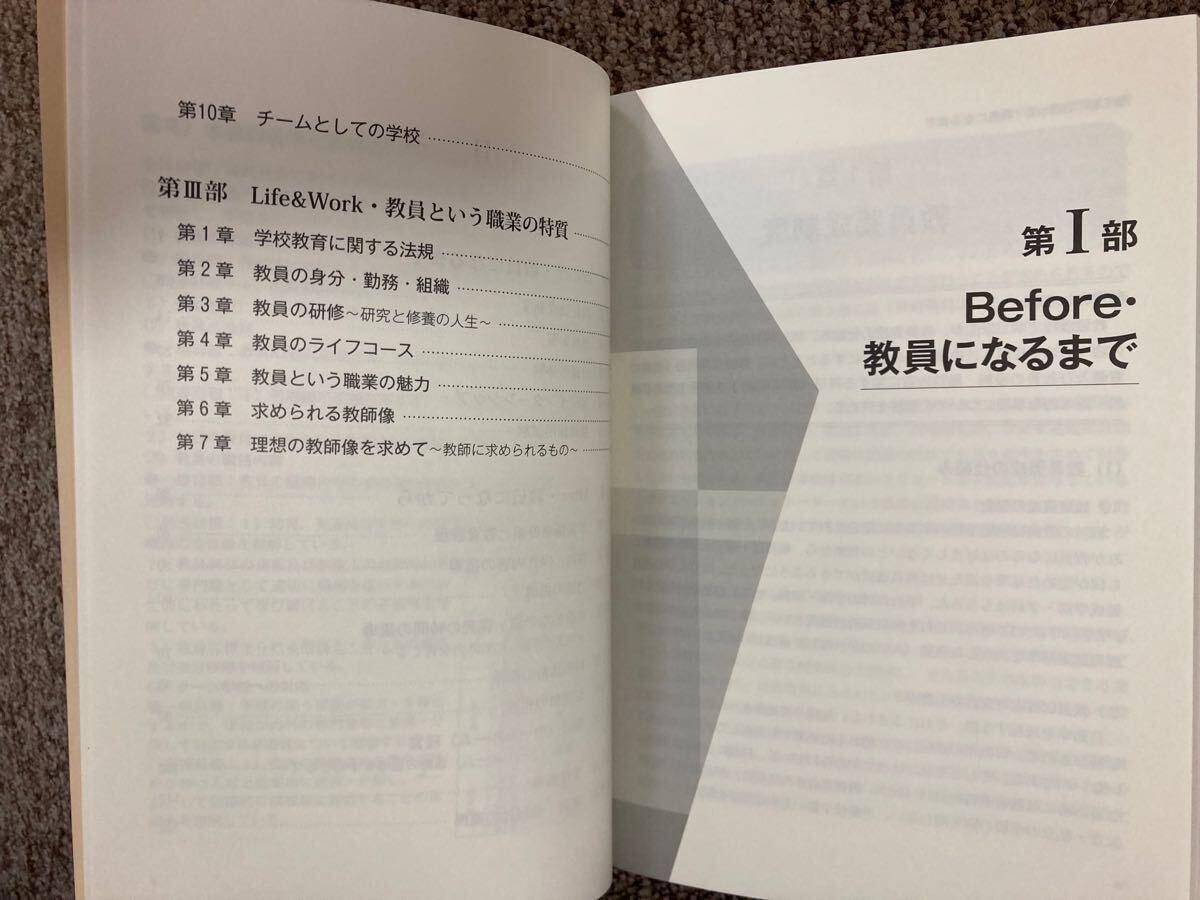 第10章 チームとしての学校
第Ⅲ部 Life&Work・教員という職業の特質
第1章 学校教育に関する法規
第2章 教員の身分・勤務・組織
第3章 教員の研修～研究と修養の人生～
第4章 教員のライフコース
第5章 教員という職業の魅力
第6章 求められる教師像
第7章 理想の教師像を求めて～教師に求められるもの～
第Ⅰ部
Before・
教員になるまで